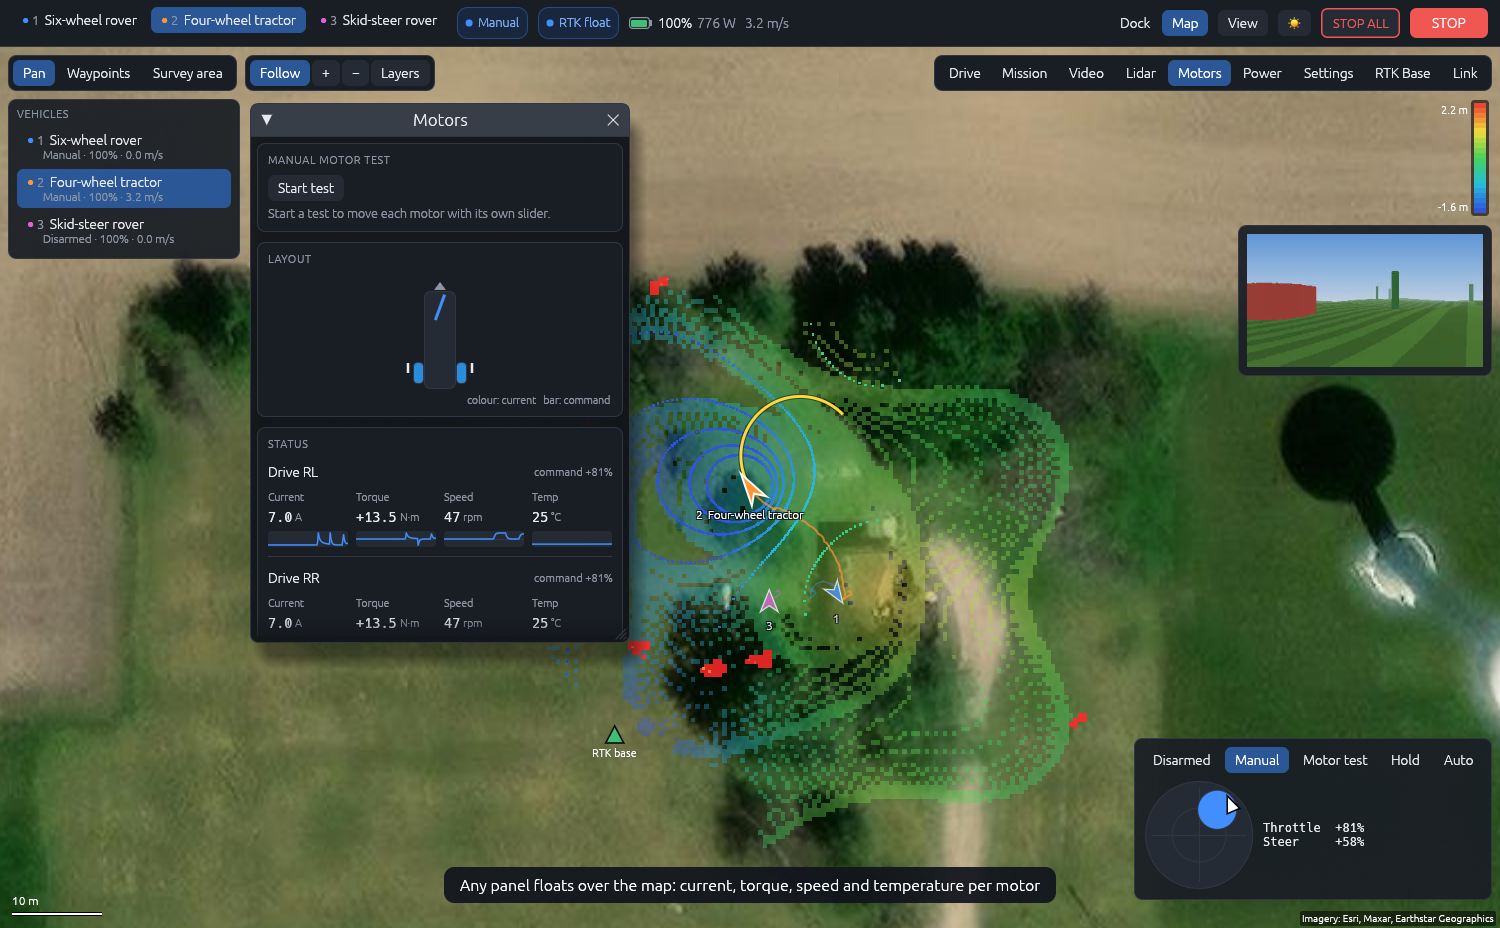 1 Six-wheel rover
2 Four-wheel tractor
3 Skid-steer rover
Manual
RTK float
100% 776 W 3.2 m/s
Dock
Map
View
STOP ALL
STOP
Pan
Waypoints
Survey area
Follow
+
−
Layers
Drive
Mission
Video
Lidar
Motors
Power
Settings
RTK Base
Link
VEHICLES
1 Six-wheel rover
Manual · 100% · 0.0 m/s
2 Four-wheel tractor
Manual · 100% · 3.2 m/s
3 Skid-steer rover
Disarmed · 100% · 0.0 m/s
Motors
MANUAL MOTOR TEST
Start test
Start a test to move each motor with its own slider.
LAYOUT
colour: current bar: command
STATUS
Drive RL command +81%
Current Torque Speed Temp
7.0 A +13.5 N·m 47 rpm 25 °C
Drive RR command +81%
Current Torque Speed Temp
7.0 A +13.5 N·m 47 rpm 25 °C
2.2 m
-1.6 m
2 Four-wheel tractor
3
1
RTK base
Disarmed
Manual
Motor test
Hold
Auto
Throttle +81%
Steer +58%
Any panel floats over the map: current, torque, speed and temperature per motor
10 m
Imagery: Esri, Maxar, Earthstar Geographics